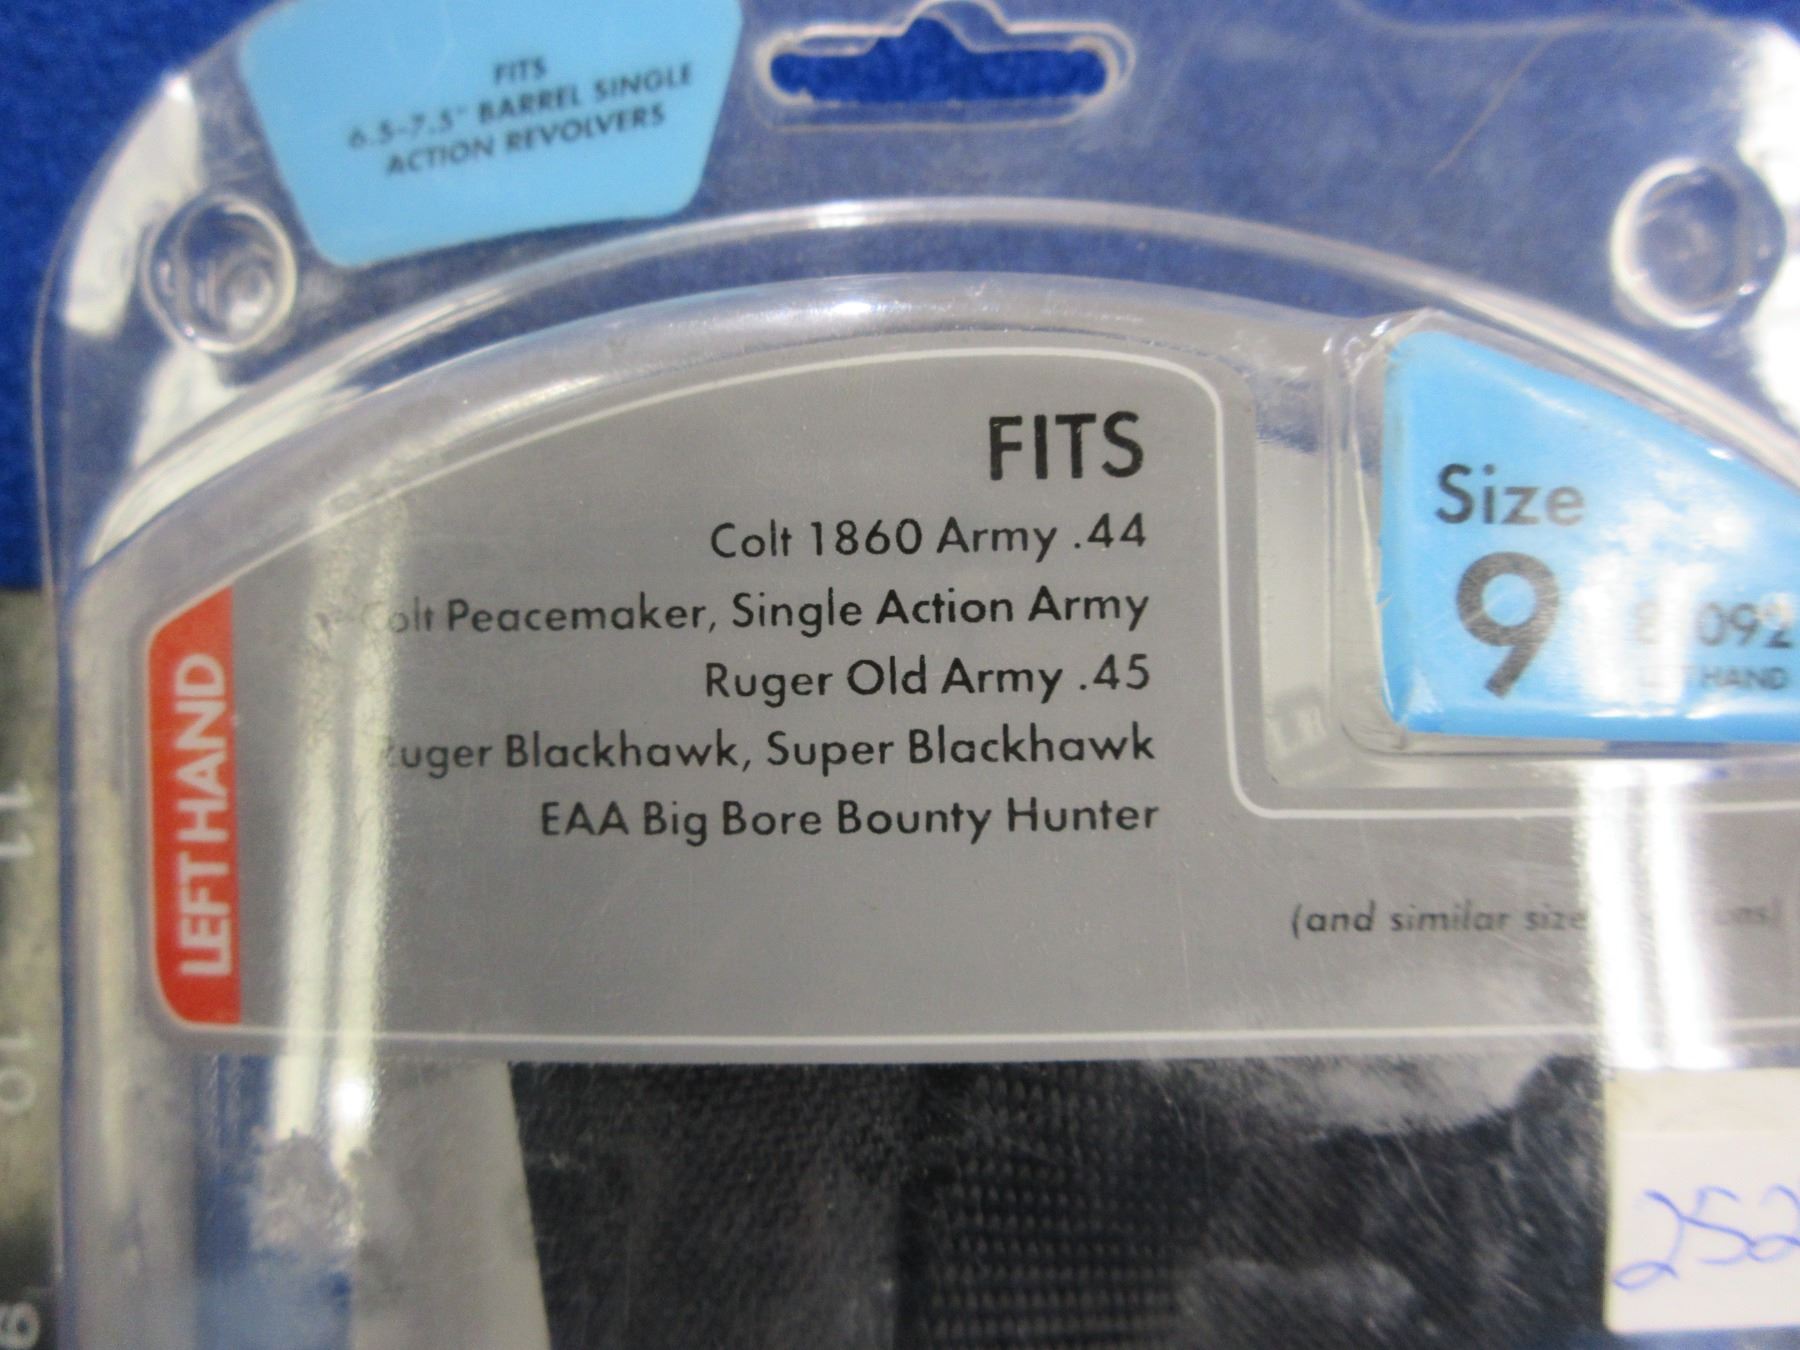 FITS
6.5-7.5" BARREL SINGLE
ACTION REVOLVERS
FITS
Colt 1860 Army .44
Colt Peacemaker, Single Action Army
Ruger Old Army .45
Ruger Blackhawk, Super Blackhawk
EAA Big Bore Bounty Hunter
(and similar size
Size
9
092
HAND
LEFT HAND
252
11
10
9